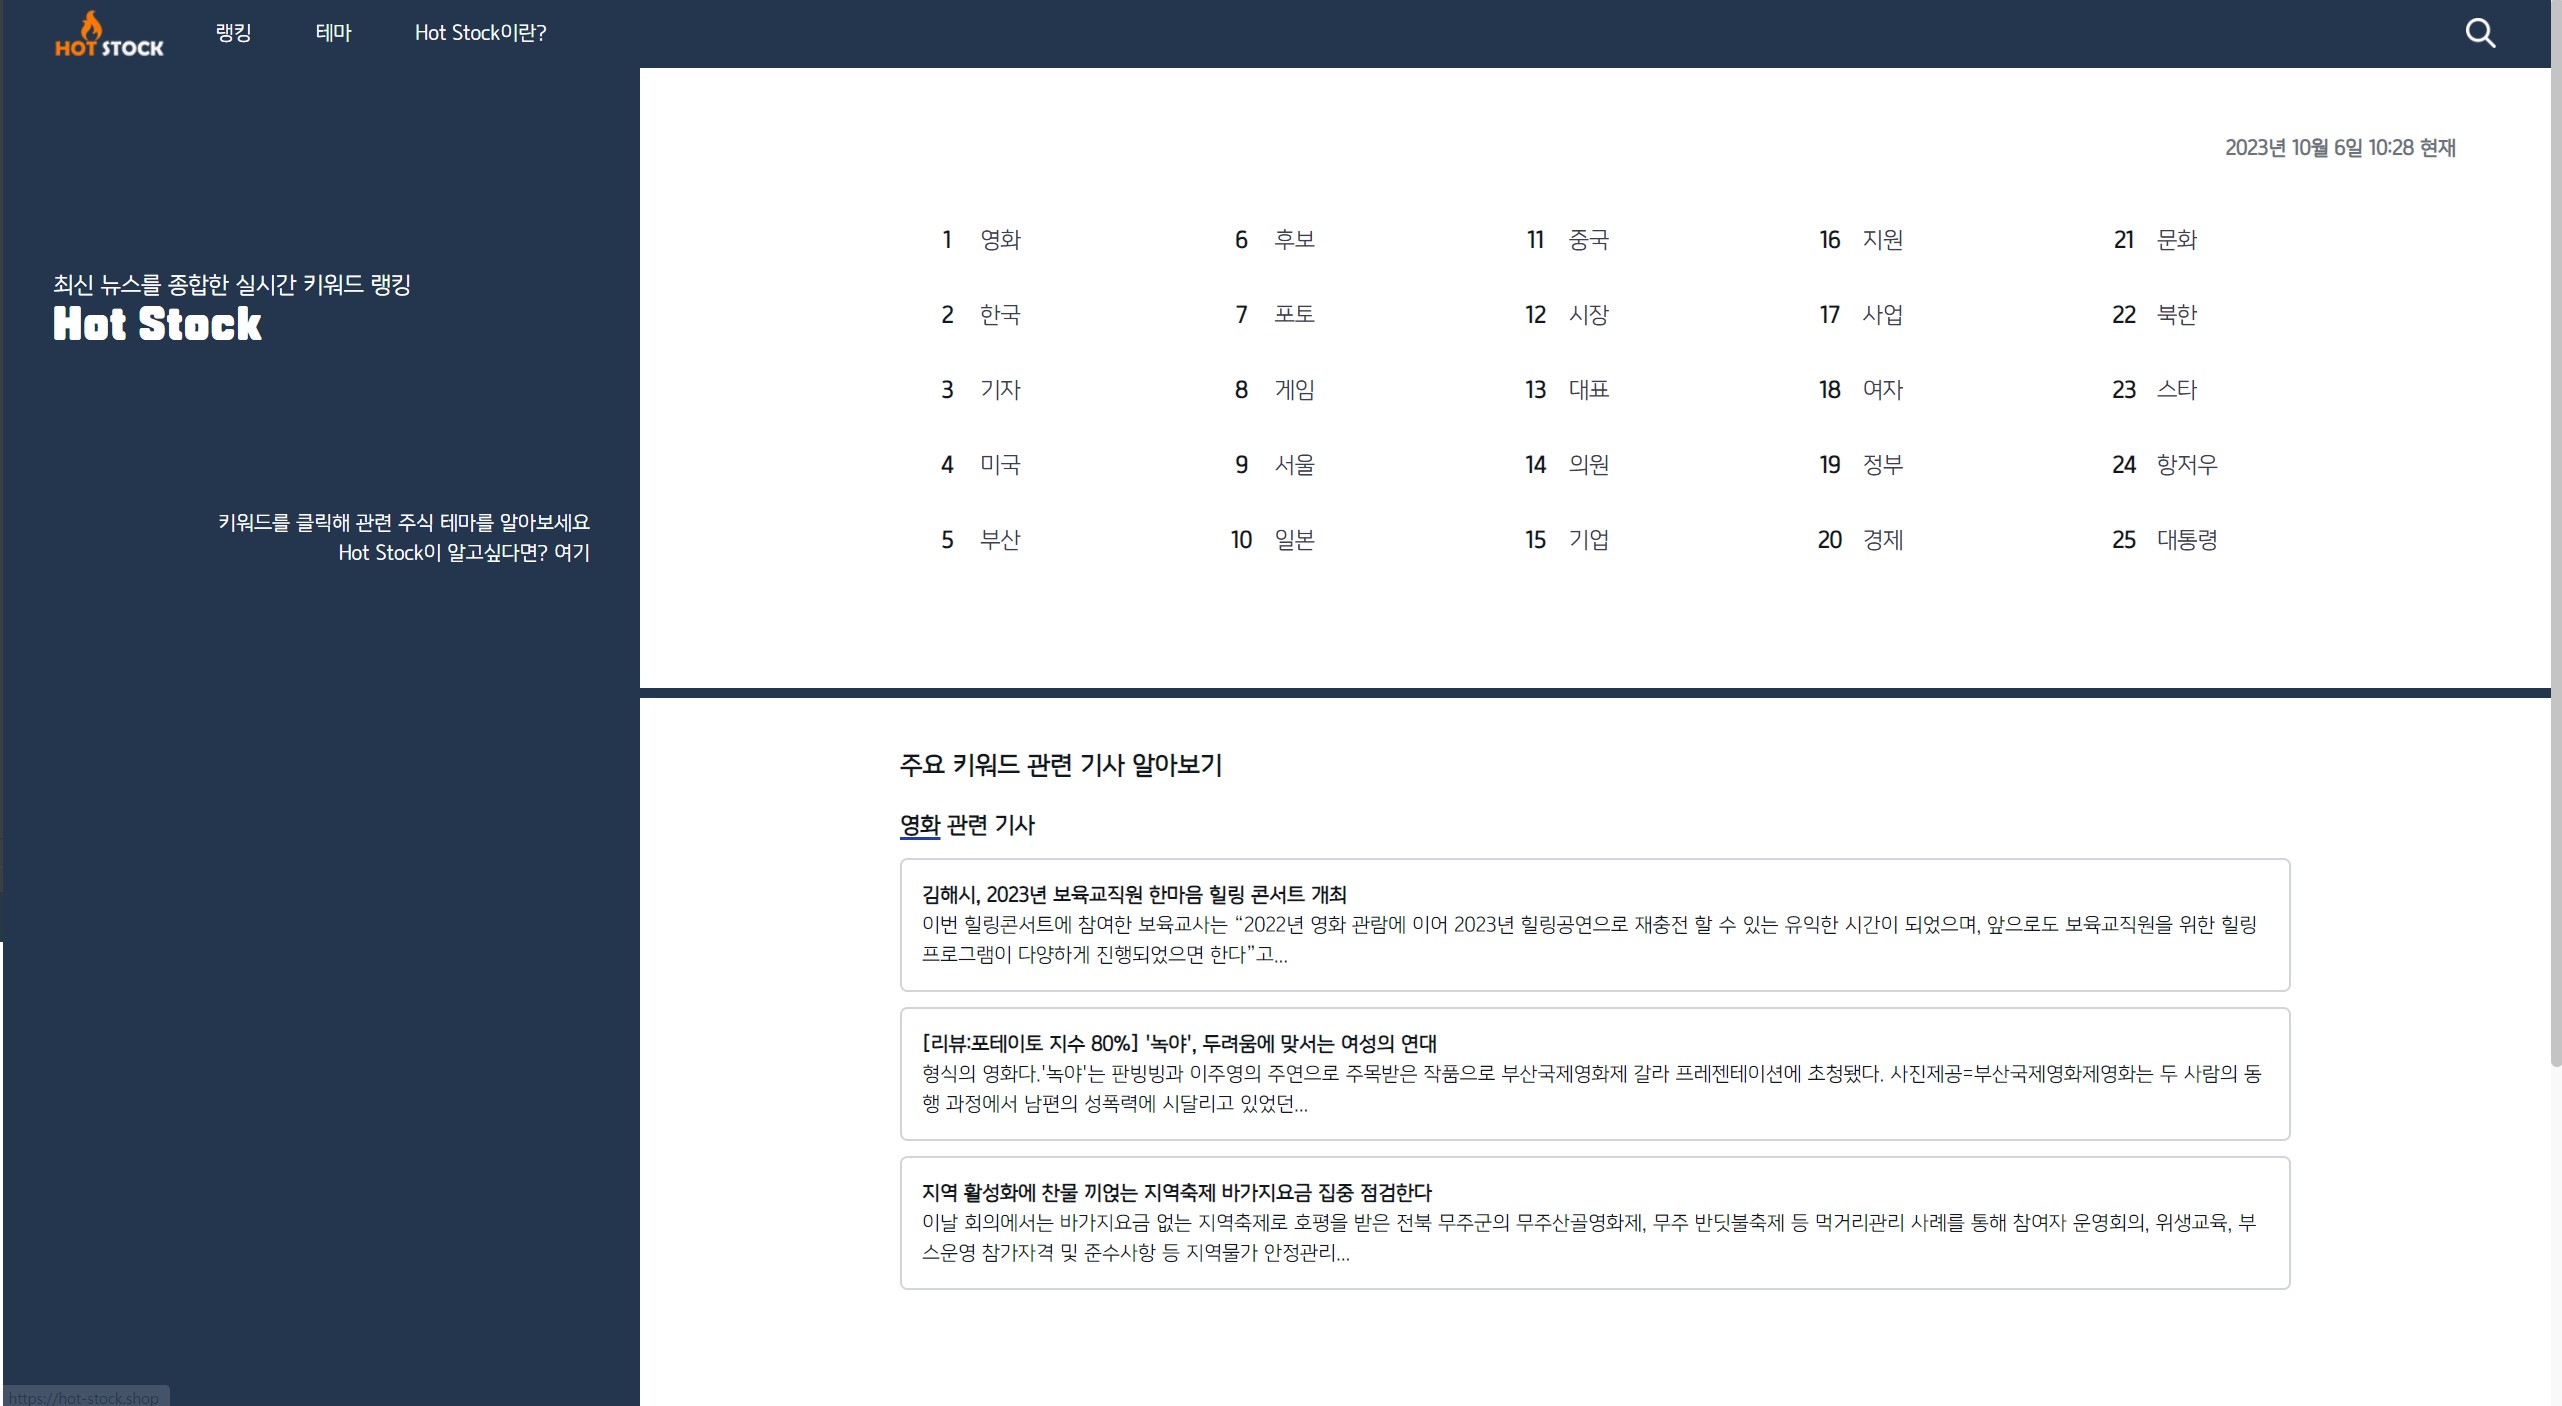 HOT STOCK
랭킹
테마
Hot Stock이란?
최신 뉴스를 종합한 실시간 키워드 랭킹
Hot Stock
키워드를 클릭해 관련 주식 테마를 알아보세요
Hot Stock이 알고싶다면? 여기
2023년 10월 6일 10:28 현재
1 영화
2 한국
3 기자
4 미국
5 부산
6 후보
7 포토
8 게임
9 서울
10 일본
11 중국
12 시장
13 대표
14 의원
15 기업
16 지원
17 사업
18 여자
19 정부
20 경제
21 문화
22 북한
23 스타
24 항저우
25 대통령
주요 키워드 관련 기사 알아보기
영화 관련 기사
김해시, 2023년 보육교직원 한마음 힐링 콘서트 개최
이번 힐링콘서트에 참여한 보육교사는 “2022년 영화 관람에 이어 2023년 힐링공연으로 재충전 할 수 있는 유익한 시간이 되었으며, 앞으로도 보육교직원을 위한 힐링
프로그램이 다양하게 진행되었으면 한다”고...
[리뷰:포테이토 지수 80%] '녹야', 두려움에 맞서는 여성의 연대
형식의 영화다.'녹야'는 판빙빙과 이주영의 주연으로 주목받은 작품으로 부산국제영화제 갈라 프레젠테이션에 초청됐다. 사진제공=부산국제영화제영화는 두 사람의 동
행 과정에서 남편의 성폭력에 시달리고 있었던...
지역 활성화에 찬물 끼얹는 지역축제 바가지요금 집중 점검한다
이날 회의에서는 바가지요금 없는 지역축제로 호평을 받은 전북 무주군의 무주산골영화제, 무주 반딧불축제 등 먹거리관리 사례를 통해 참여자 운영회의, 위생교육, 부
스운영 참가자격 및 준수사항 등 지역물가 안정관리...
https://hot-stock.shop